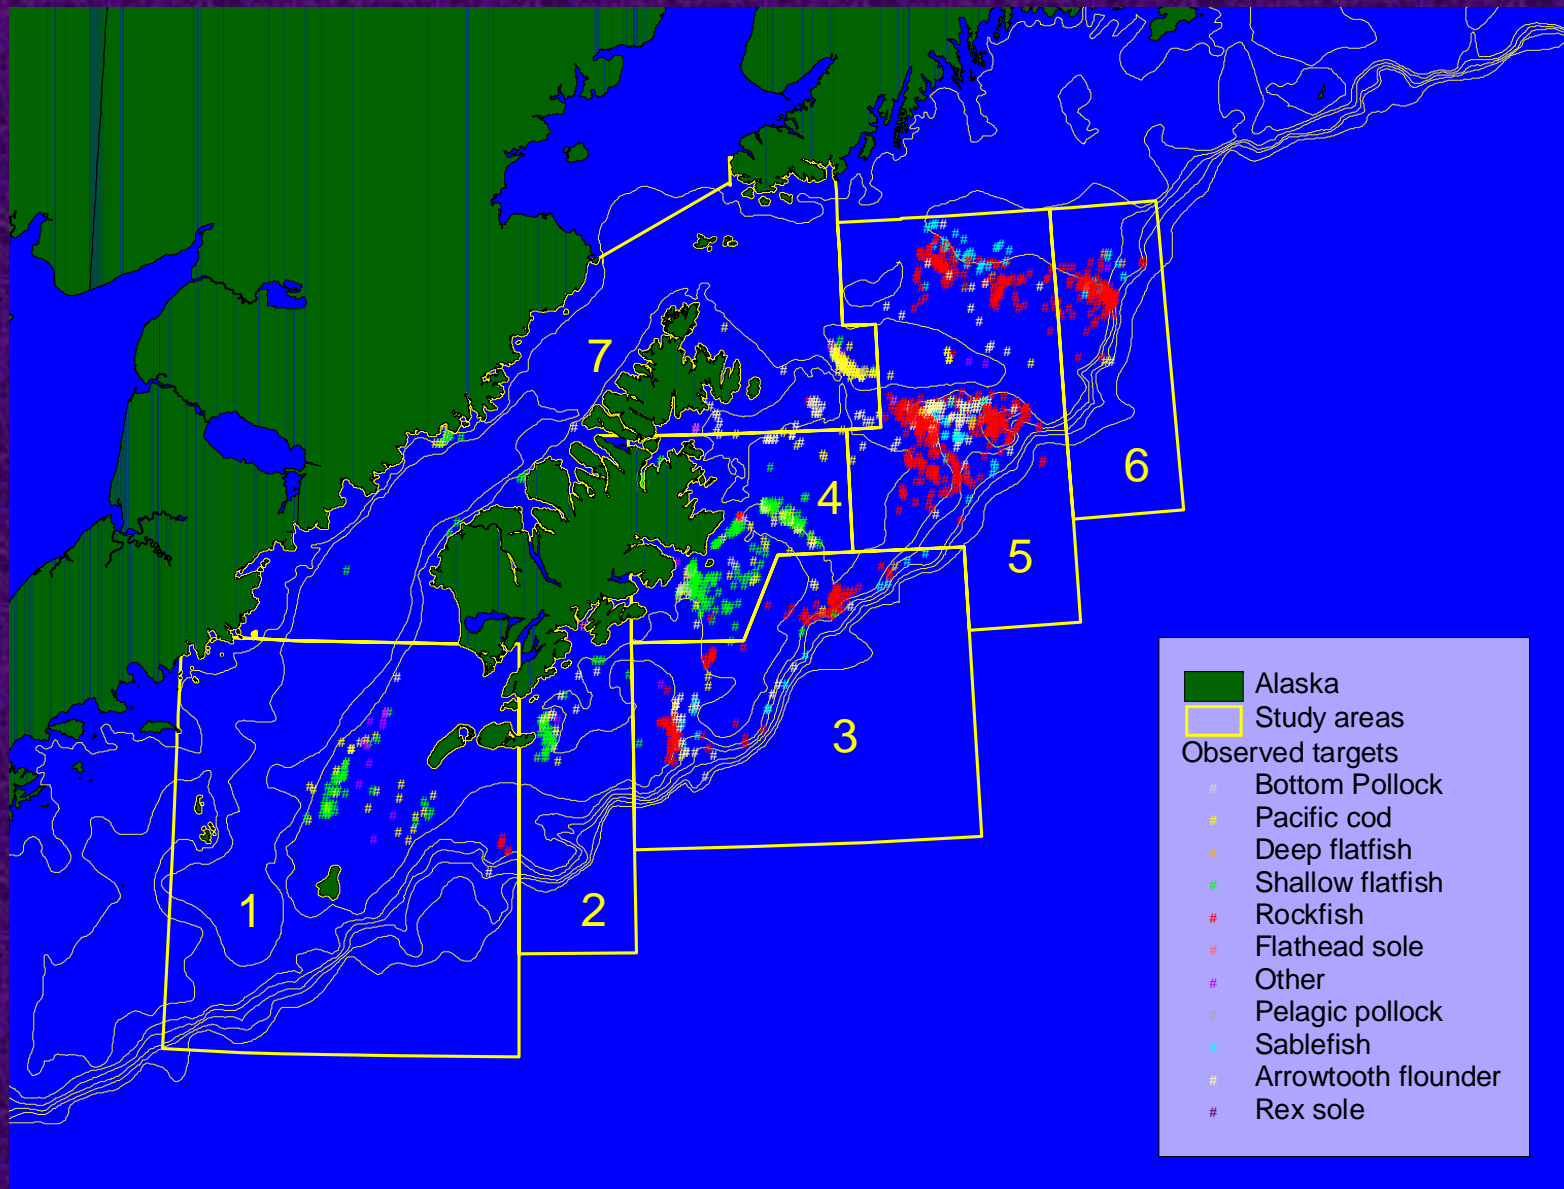 7
4
6
5
3
1
2
Alaska
Study areas
Observed targets
# Bottom Pollock
# Pacific cod
# Deep flatfish
# Shallow flatfish
# Rockfish
# Flathead sole
# Other
# Pelagic pollock
# Sablefish
# Arrowtooth flounder
# Rex sole